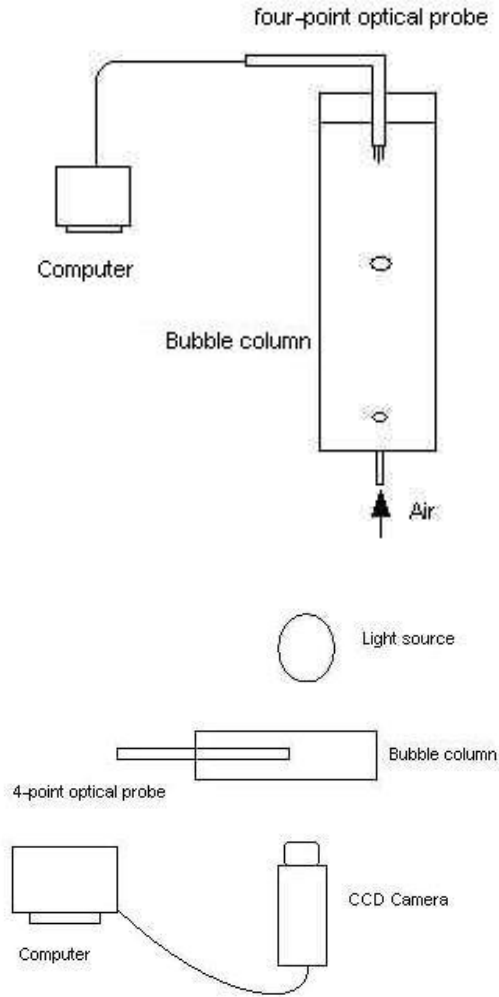 four-point optical probe
Computer
Bubble column
Air
Light source
Bubble column
4-point optical probe
CCD Camera
Computer